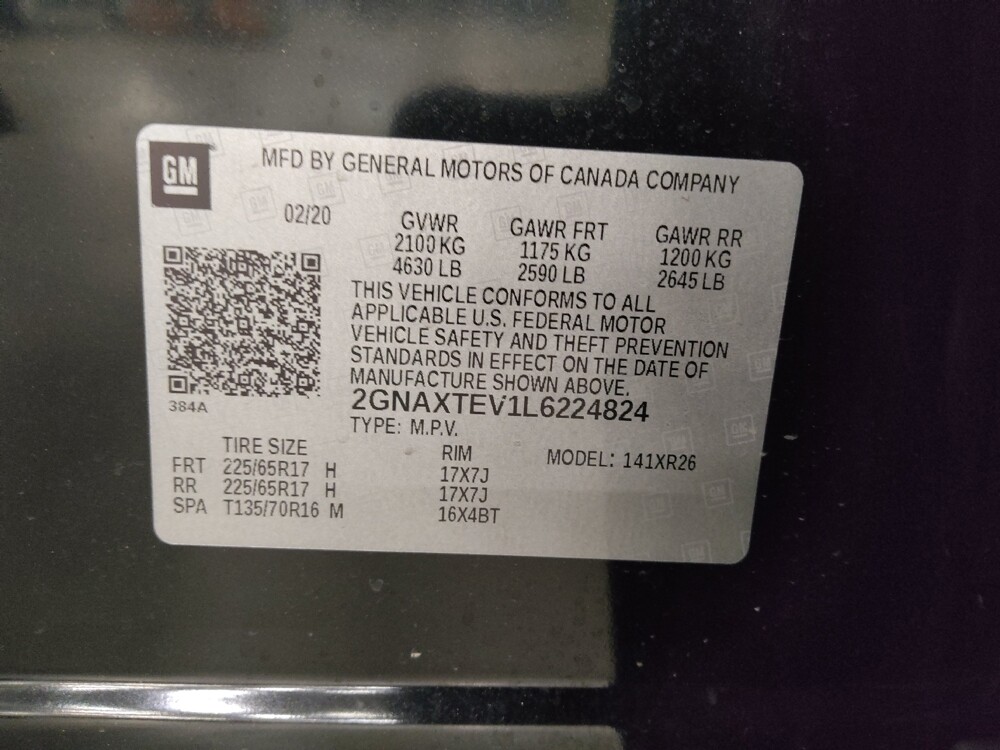 GM
MFD BY GENERAL MOTORS OF CANADA COMPANY
02/20
GVWR GAWR FRT GAWR RR
2100 KG 1175 KG 1200 KG
4630 LB 2590 LB 2645 LB
THIS VEHICLE CONFORMS TO ALL
APPLICABLE U.S. FEDERAL MOTOR
VEHICLE SAFETY AND THEFT PREVENTION
STANDARDS IN EFFECT ON THE DATE OF
MANUFACTURE SHOWN ABOVE.
384A
2GNAXTEV1L6224824
TYPE: M.P.V.
TIRE SIZE RIM MODEL: 141XR26
FRT 225/65R17 H 17X7J
RR 225/65R17 H 17X7J
SPA T135/70R16 M 16X4BT